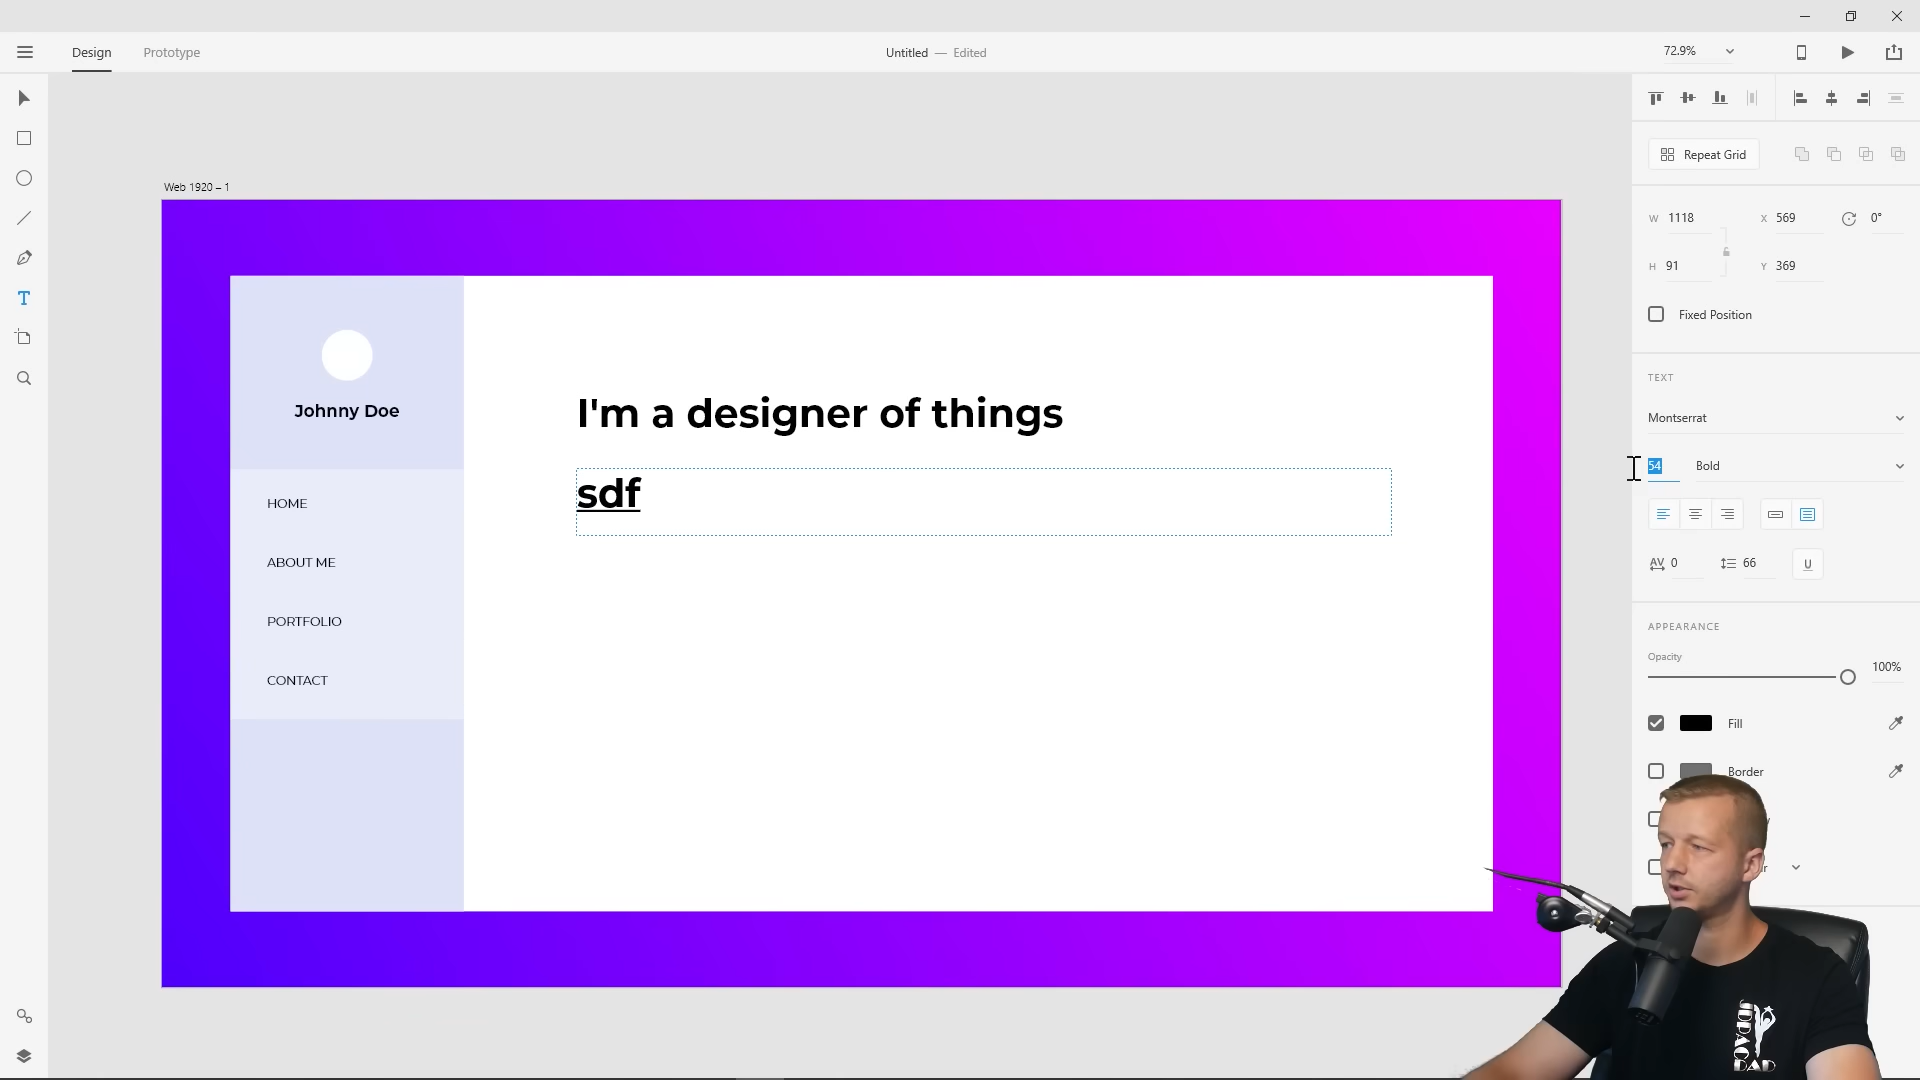 Design Prototype Untitled — Edited 72.9%
Web 1920 – 1
Repeat Grid
W 1118 X 569 0°
H 91 Y 369
Fixed Position
TEXT
Montserrat
54 Bold
AV 0 66 U
APPEARANCE
Opacity
100%
Fill
Border
Johnny Doe
HOME
ABOUT ME
PORTFOLIO
CONTACT
I'm a designer of things
sdf